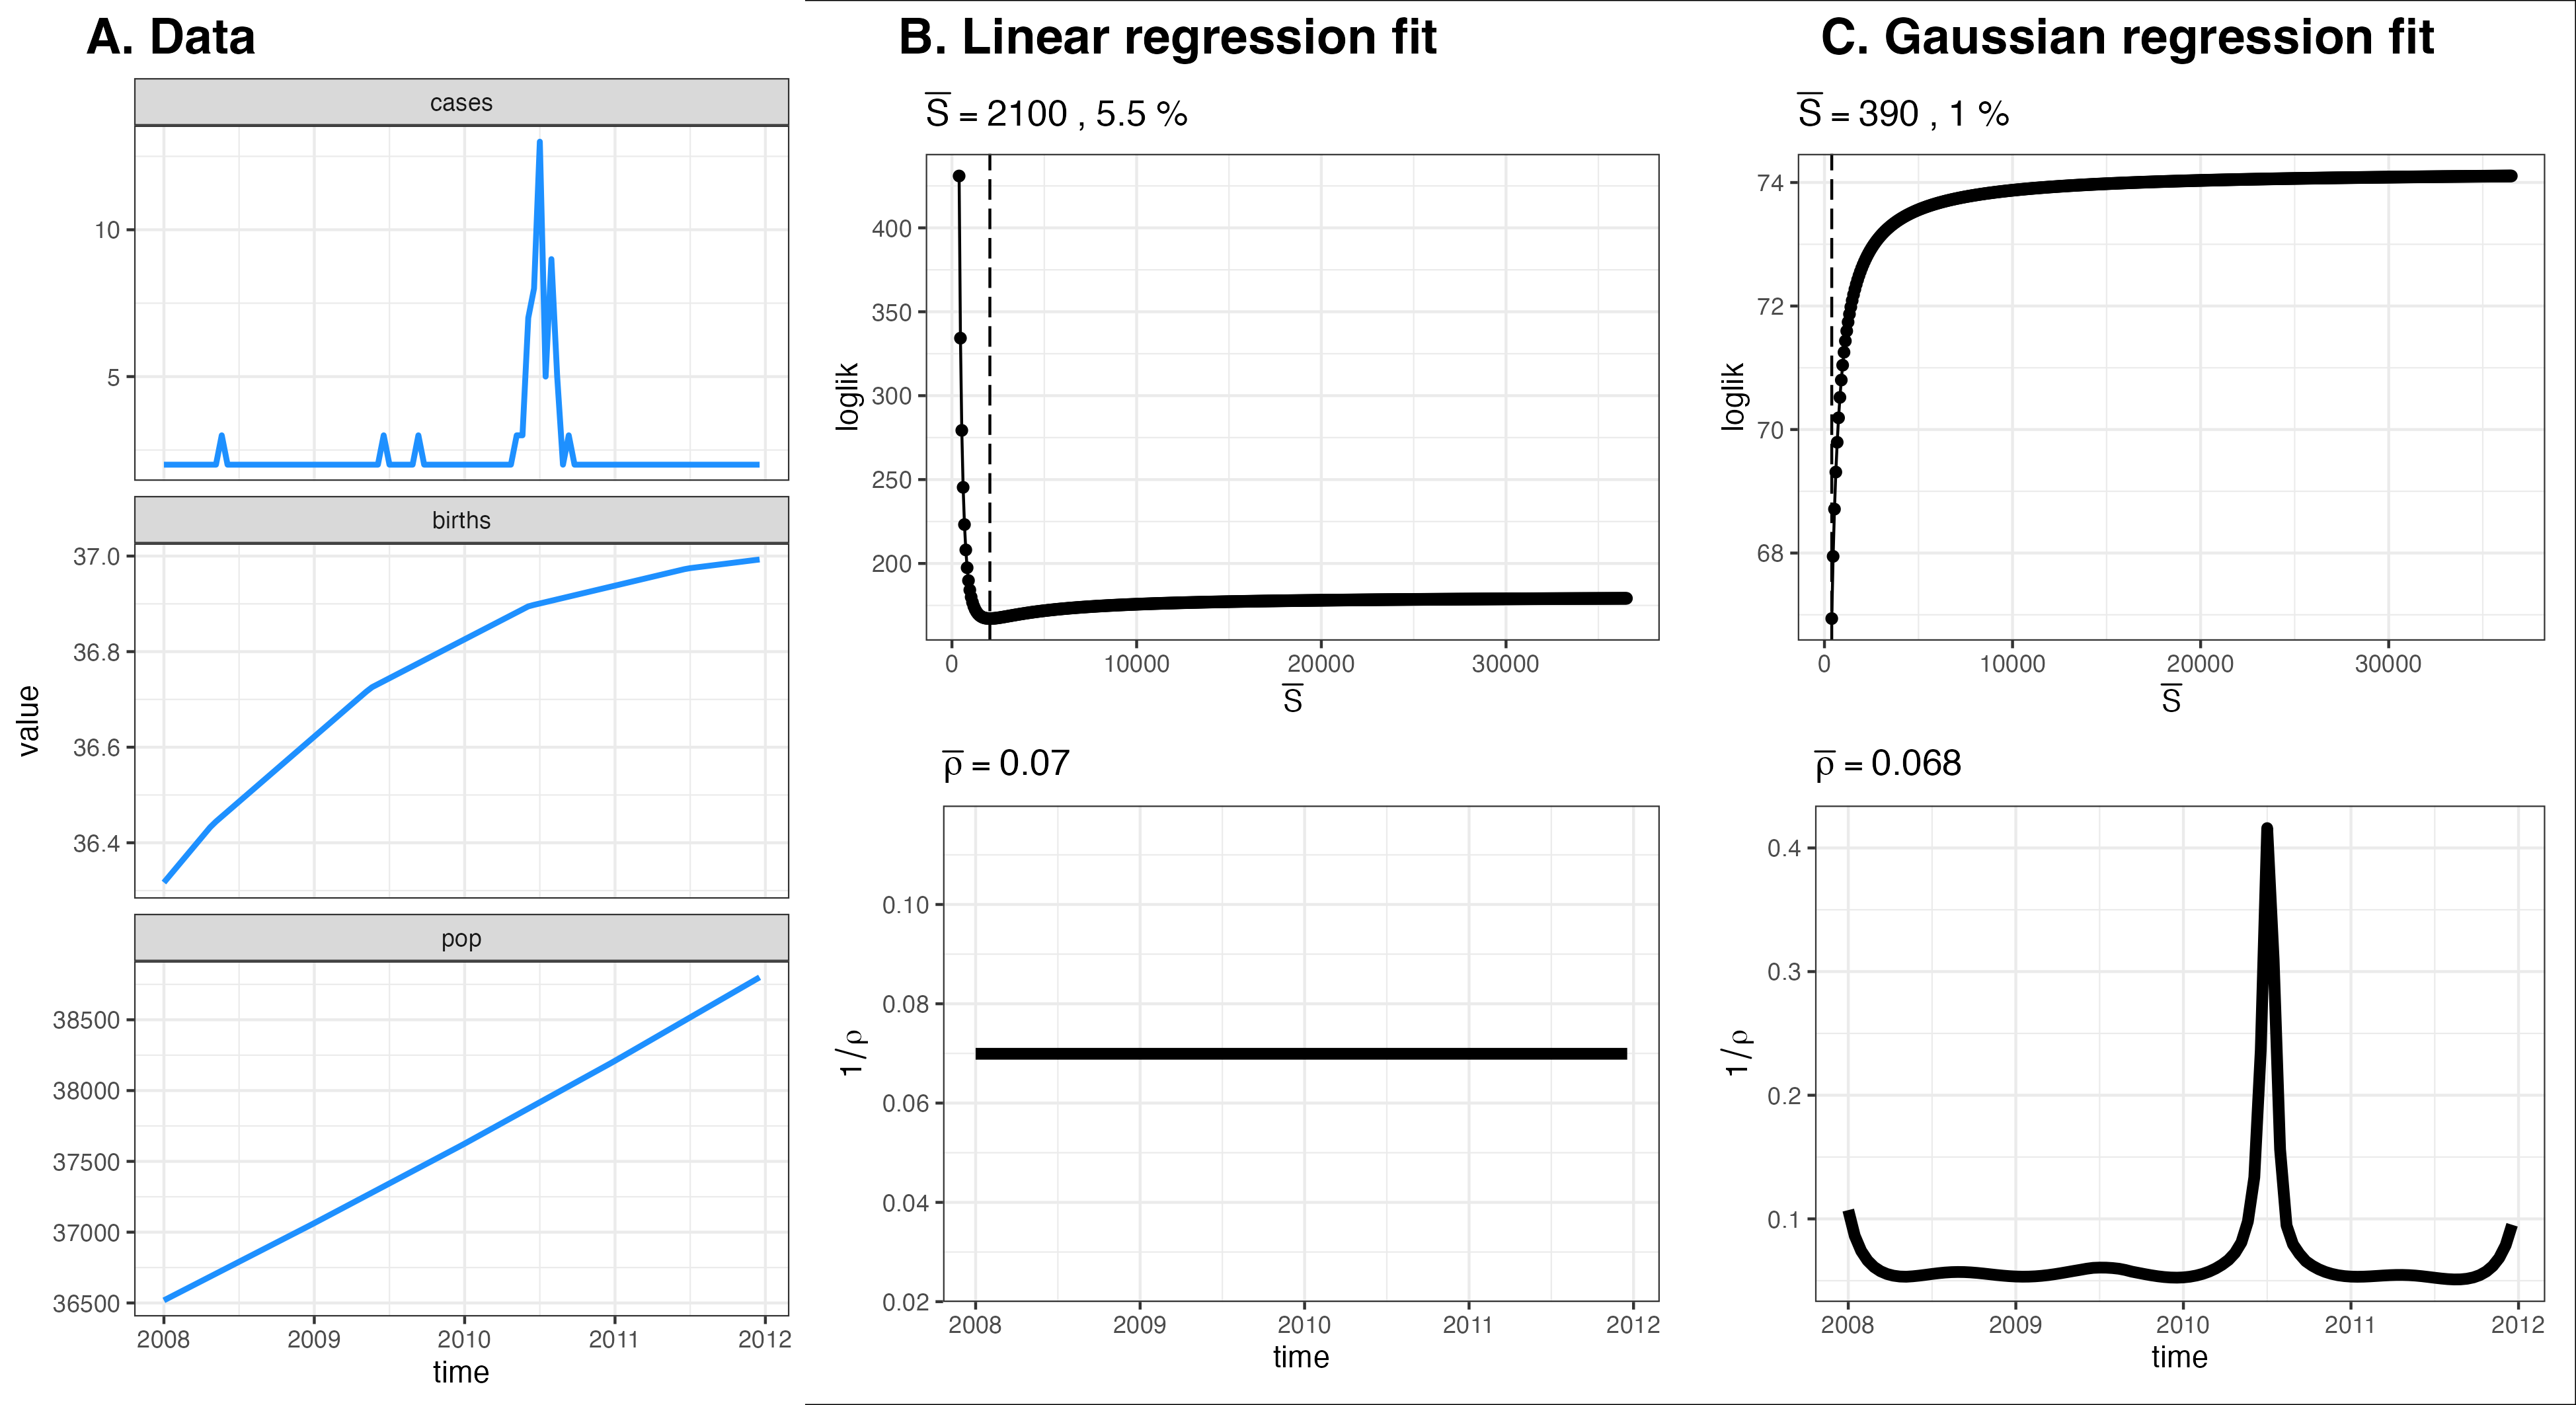 A. Data
cases
10
5
births
37.0
36.8
36.6
36.4
value
pop
38500
38000
37500
37000
36500
2008 2009 2010 2011 2012
time
B. Linear regression fit
S̅ = 2100 , 5.5 %
400
350
300
250
200
loglik
0 10000 20000 30000
S̅
ρ̅ = 0.07
0.10
0.08
0.06
0.04
0.02
1/ρ
2008 2009 2010 2011 2012
time
C. Gaussian regression fit
S̅ = 390 , 1 %
74
72
70
68
loglik
0 10000 20000 30000
S̅
ρ̅ = 0.068
0.4
0.3
0.2
0.1
1/ρ
2008 2009 2010 2011 2012
time